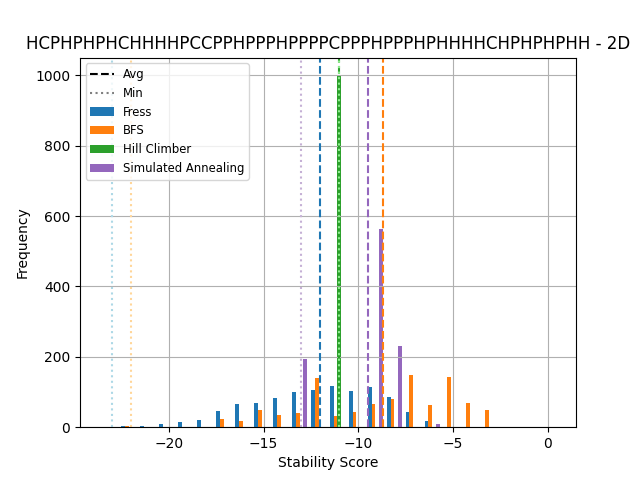 HCPHPHPHCHHHHPCCPPHPPPHPPPPCPPPHPPPHPHHHHCHPHPHPHH - 2D
Avg
Min
Fress
BFS
Hill Climber
Simulated Annealing
Frequency
1000
800
600
400
200
0
−20
−15
−10
−5
0
Stability Score